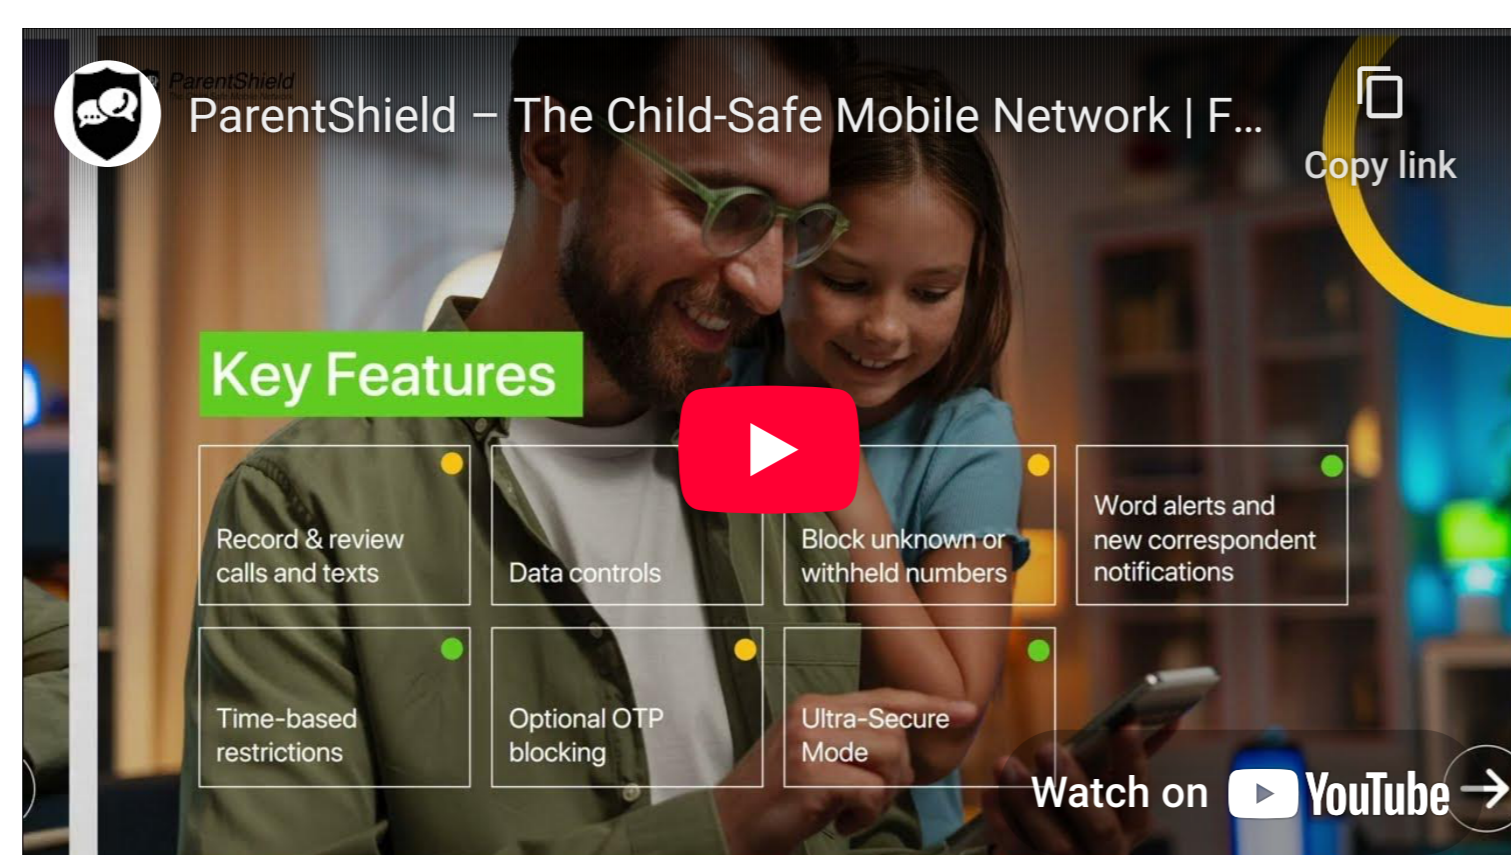 ParentShield
ParentShield – The Child-Safe Mobile Network | F...
Copy link
Key Features
Record & review
calls and texts
Data controls
Block unknown or
withheld numbers
Word alerts and
new correspondent
notifications
Time-based
restrictions
Optional OTP
blocking
Ultra-Secure
Mode
Watch on YouTube